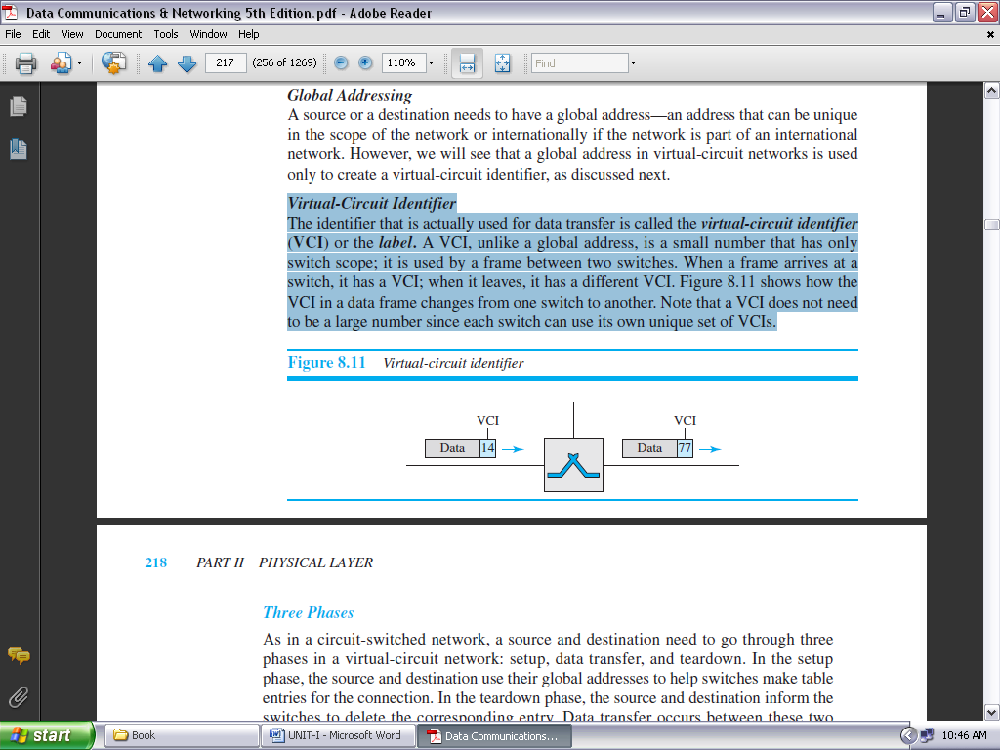 Data Communications & Networking 5th Edition.pdf - Adobe Reader
File Edit View Document Tools Window Help
217 (256 of 1269) 110% Find
Global Addressing
A source or a destination needs to have a global address—an address that can be unique
in the scope of the network or internationally if the network is part of an international
network. However, we will see that a global address in virtual-circuit networks is used
only to create a virtual-circuit identifier, as discussed next.
Virtual-Circuit Identifier
The identifier that is actually used for data transfer is called the virtual-circuit identifier
(VCI) or the label. A VCI, unlike a global address, is a small number that has only
switch scope; it is used by a frame between two switches. When a frame arrives at a
switch, it has a VCI; when it leaves, it has a different VCI. Figure 8.11 shows how the
VCI in a data frame changes from one switch to another. Note that a VCI does not need
to be a large number since each switch can use its own unique set of VCIs.
Figure 8.11 Virtual-circuit identifier
VCI VCI
Data 14 Data 77
218 PART II PHYSICAL LAYER
Three Phases
As in a circuit-switched network, a source and destination need to go through three
phases in a virtual-circuit network: setup, data transfer, and teardown. In the setup
phase, the source and destination use their global addresses to help switches make table
entries for the connection. In the teardown phase, the source and destination inform the
switches to delete the corresponding entry. Data transfer occurs between these two
start Book UNIT-I - Microsoft Word Data Communications... 10:46 AM